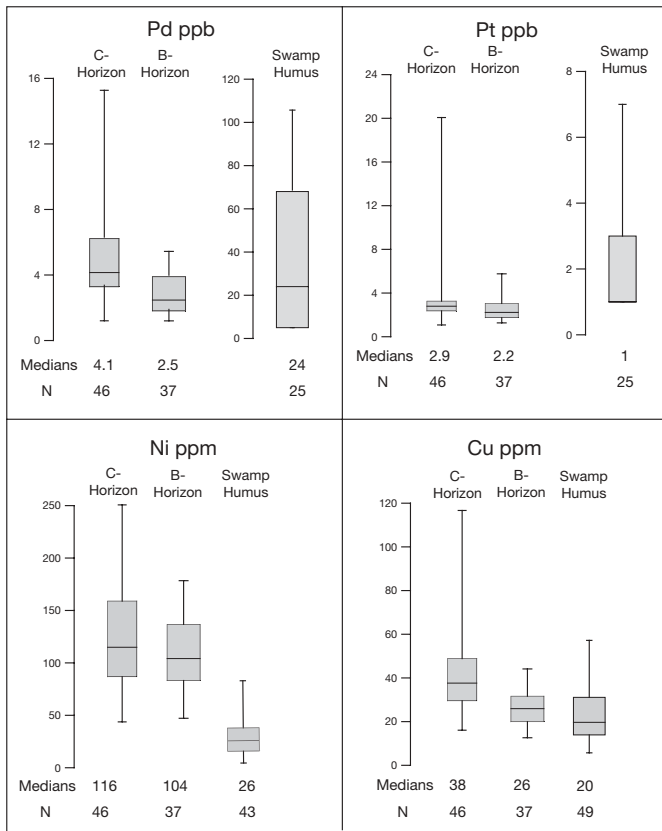 Pd ppb
C-
Horizon
B-
Horizon
Swamp
Humus
16
12
8
4
0
120
100
80
60
40
20
0
Medians 4.1 2.5 24
N 46 37 25
Pt ppb
C-
Horizon
B-
Horizon
Swamp
Humus
24
20
16
12
8
4
0
8
6
4
2
0
Medians 2.9 2.2 1
N 46 37 25
Ni ppm
C-
Horizon
B-
Horizon
Swamp
Humus
250
200
150
100
50
0
Medians 116 104 26
N 46 37 43
Cu ppm
C-
Horizon
B-
Horizon
Swamp
Humus
120
100
80
60
40
20
0
Medians 38 26 20
N 46 37 49